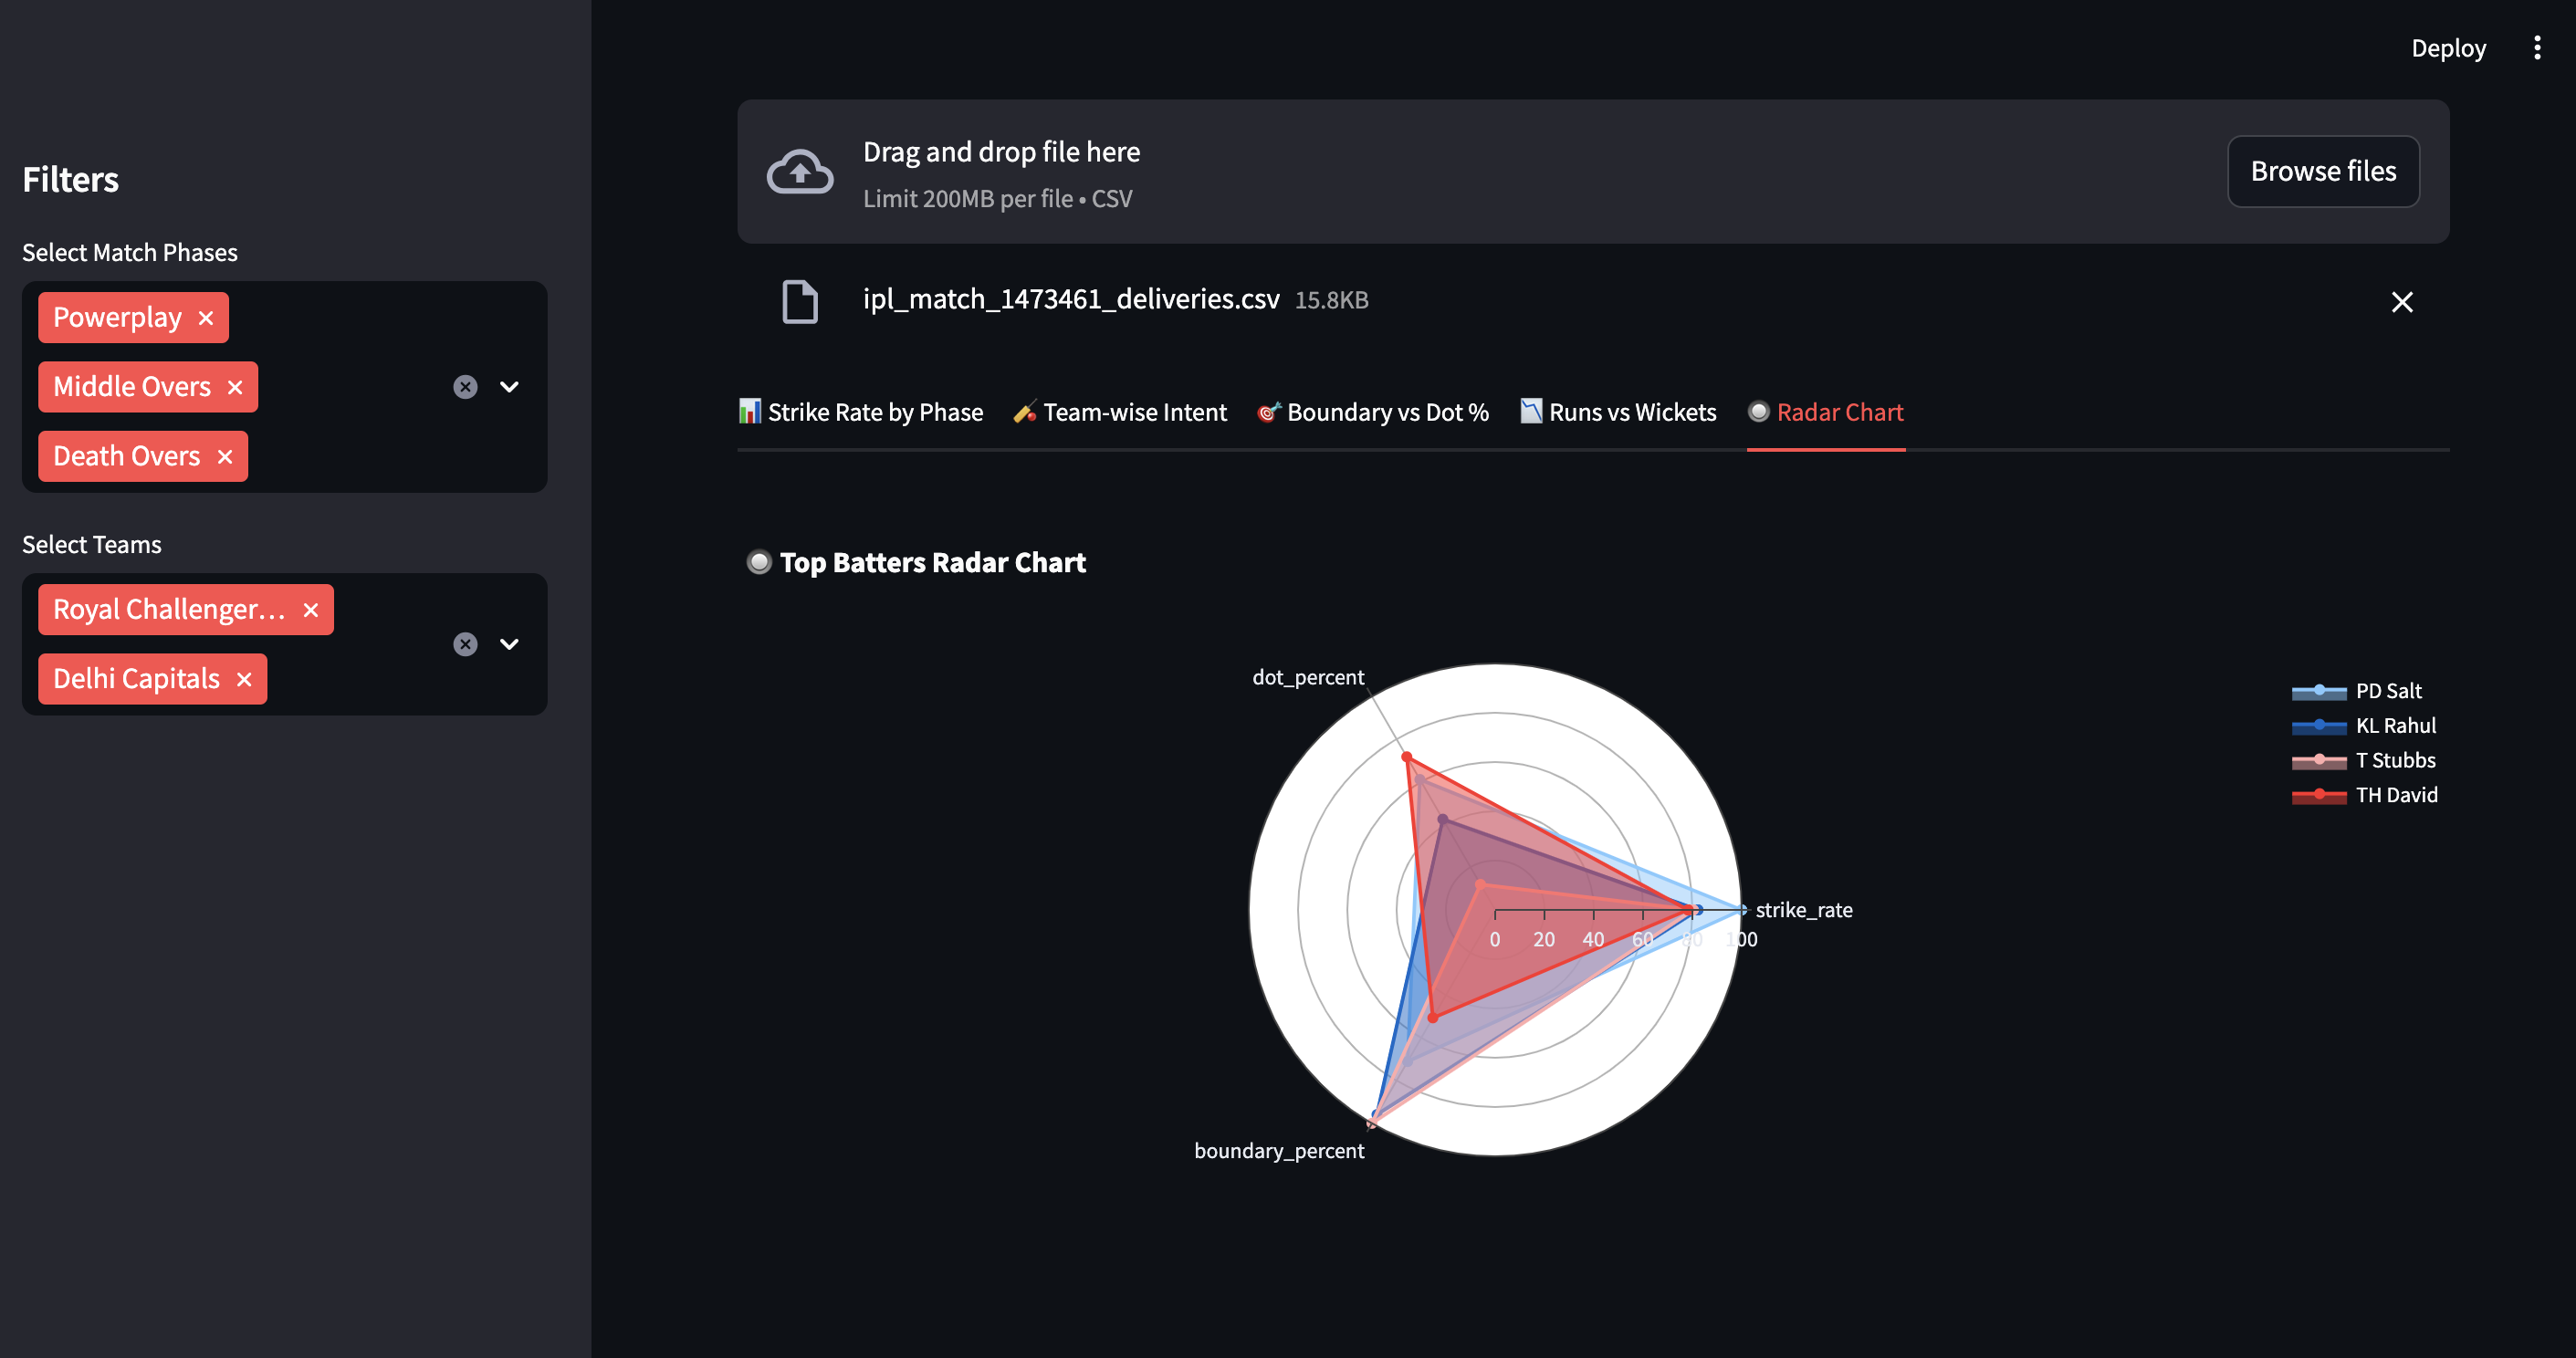 Deploy
Filters
Select Match Phases
Powerplay
Middle Overs
Death Overs
Select Teams
Royal Challenger...
Delhi Capitals
Drag and drop file here
Limit 200MB per file • CSV
Browse files
ipl_match_1473461_deliveries.csv 15.8KB
Strike Rate by Phase
Team-wise Intent
Boundary vs Dot %
Runs vs Wickets
Radar Chart
Top Batters Radar Chart
dot_percent
strike_rate
0 20 40 60 80 100
boundary_percent
PD Salt
KL Rahul
T Stubbs
TH David